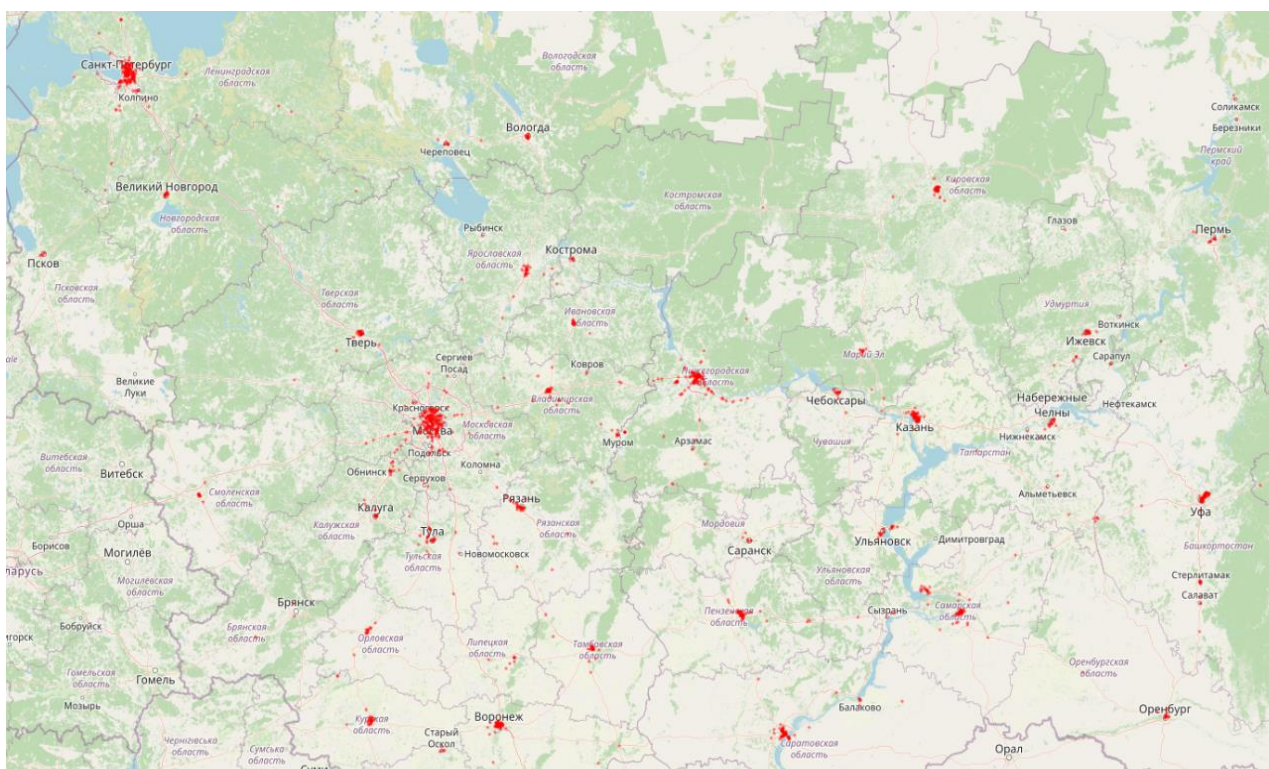 Санкт-Петербург
Колпино
Ленинградская
область
Вологодская
область
Вологда
Череповец
Соликамск
Березники
Пермский
край
Великий Новгород
Новгородская
область
Рыбинск
Костромская
область
Кировская
область
Глазов
Пермь
Псков
Псковская
область
Ярославская
область
Кострома
Тверская
область
Тверь
Ивановская
область
Удмуртия
Воткинск
Ижевск
Сарапул
Марий Эл
Великие
Луки
Сергиев
Посад
Ковров
Нижегородская
область
Красногорск
Москва
Владимирская
область
Московская
область
Чебоксары
Казань
Набережные
Челны
Нефтекамск
Нижнекамск
Татарстан
Чувашия
Муром
Арзамас
Подольск
Коломна
Обнинск
Серпухов
Витебская
область
Витебск
Смоленская
область
Альметьевск
Уфа
Калуга
Рязань
Рязанская
область
Калужская
область
Тула
Тульская
область
Новомосковск
Мордовия
Саранск
Ульяновск
Димитровград
Башкортостан
Орша
Борисов
Могилёв
ларусь
Могилёвская
область
Ульяновская
область
Стерлитамак
Салават
Брянск
Бобруйск
игорск
Брянская
область
Орловская
область
Липецкая
область
Тамбовская
область
Пензенская
область
Сызрань
Самарская
область
Гомельская
область
Гомель
Мозырь
Оренбургская
область
Балаково
Оренбург
Курская
область
Воронеж
Старый
Оскол
Саратовская
область
Чернігівська
область
Сумська
область
Суми
Орал